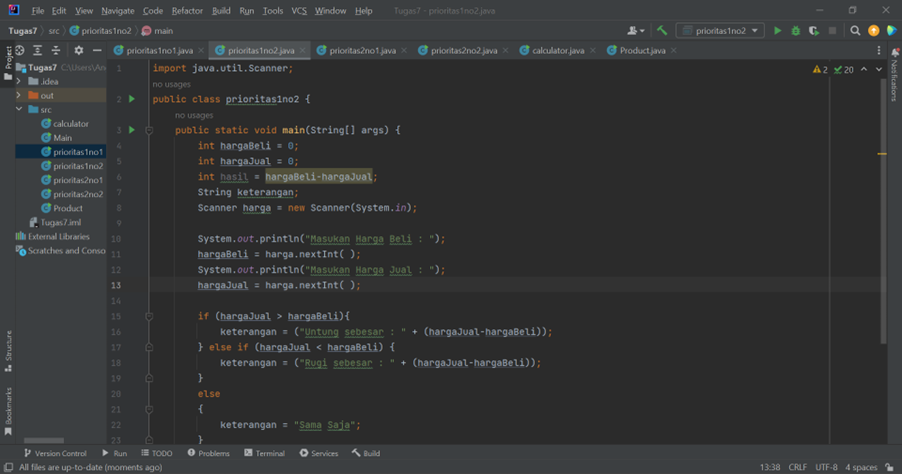 File Edit View Navigate Code Refactor Build Run Tools VCS Window Help Tugas7 - prioritas1no2.java
Tugas7 src prioritas1no2 main prioritas1no2
Project
prioritas1no1.java prioritas1no2.java prioritas2no1.java prioritas2no2.java calculator.java Product.java
Notifications
Tugas7
.idea
out
src
calculator
Main
prioritas1no1
prioritas1no2
prioritas2no1
prioritas2no2
Product
Tugas7.iml
External Libraries
Scratches and Conso
2 20
1 import java.util.Scanner;
no usages
2 public class prioritas1no2 {
no usages
3 public static void main(String[] args) {
4 int hargaBeli = 0;
5 int hargaJual = 0;
6 int hasil = hargaBeli-hargaJual;
7 String keterangan;
8 Scanner harga = new Scanner(System.in);
9
10 System.out.println("Masukan Harga Beli : ");
11 hargaBeli = harga.nextInt( );
12 System.out.println("Masukan Harga Jual : ");
13 hargaJual = harga.nextInt( );
14
15 if (hargaJual > hargaBeli){
16 keterangan = ("Untung sebesar : " + (hargaJual-hargaBeli));
17 } else if (hargaJual < hargaBeli) {
18 keterangan = ("Rugi sebesar : " + (hargaJual-hargaBeli));
19 }
20 else
21 {
22 keterangan = "Sama Saja";
23 }
Structure
Bookmarks
Version Control Run TODO Problems Terminal Services Build
All files are up-to-date (moments ago) 13:38 CRLF UTF-8 4 spaces